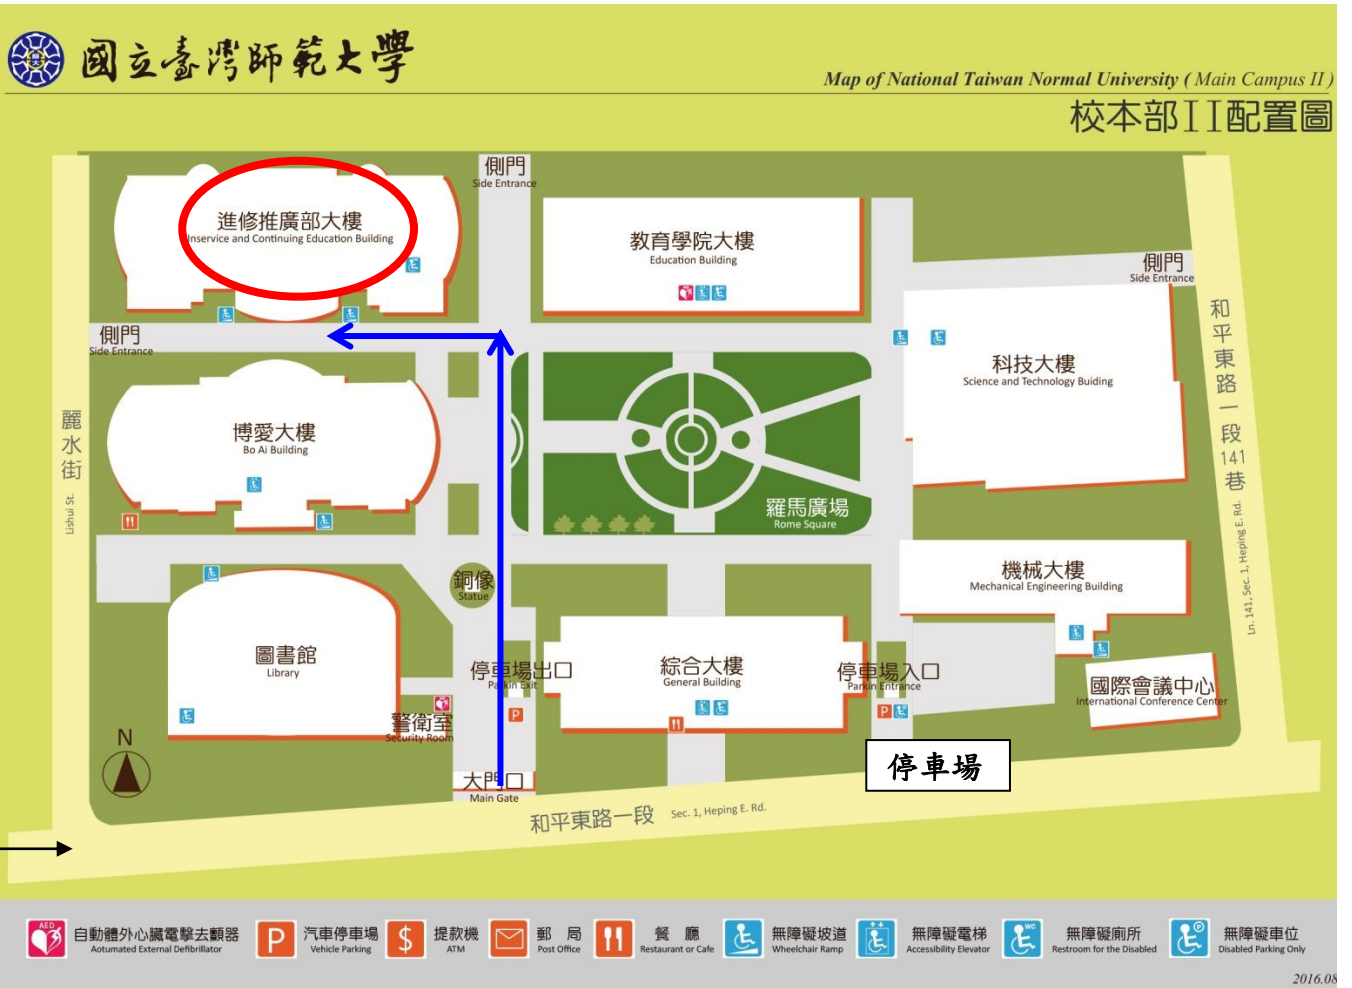 國立臺灣師範大學
Map of National Taiwan Normal University ( Main Campus II )
校本部II配置圖
側門
Side Entrance
進修推廣部大樓
Inservice and Continuing Education Building
教育學院大樓
Education Building
側門
Side Entrance
側門
Side Entrance
科技大樓
Science and Technology Buiding
和平東路一段141巷
Ln. 141, Sec. 1, Heping E. Rd.
麗水街
Lishui St.
博愛大樓
Bo Ai Building
羅馬廣場
Rome Square
銅像
Statue
機械大樓
Mechanical Engineering Building
圖書館
Library
停車場出口
Parkin Exit
綜合大樓
General Building
停車場入口
Parkin Entrance
國際會議中心
International Conference Center
警衛室
Security Room
P
P
N
大門口
Main Gate
停車場
和平東路一段 Sec. 1, Heping E. Rd.
AED
自動體外心臟電擊去顫器
Aotumated External Defibrillator
P
汽車停車場
Vehicle Parking
$
提款機
ATM
郵 局
Post Office
餐 廳
Restaurant or Cafe
無障礙坡道
Wheelchair Ramp
無障礙電梯
Accessibility Elevator
WC
無障礙廁所
Restroom for the Disabled
P
無障礙車位
Disabled Parking Only
2016.08